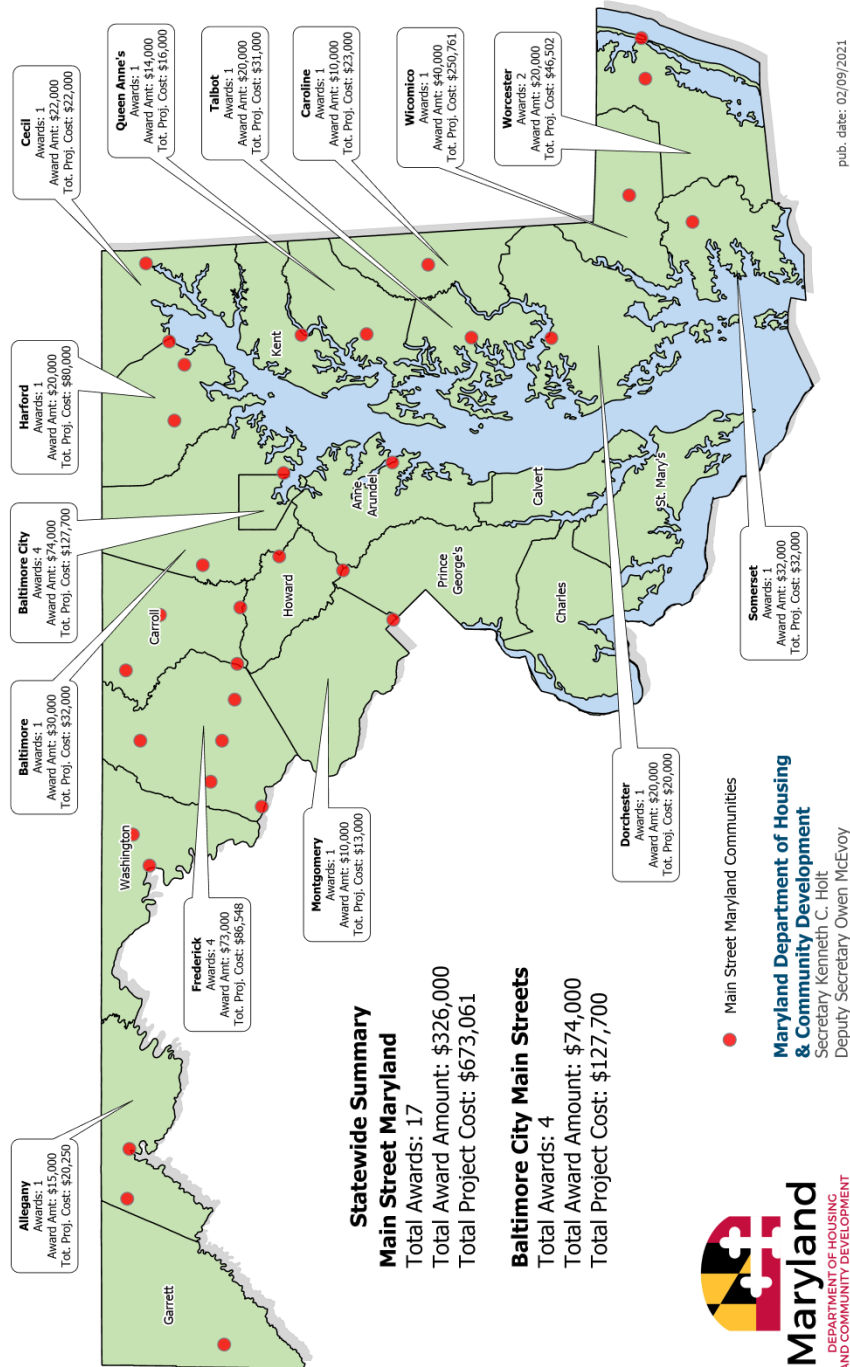 Allegany
Awards: 1
Award Amt: $15,000
Tot. Proj. Cost: $20,250
Baltimore
Awards: 1
Award Amt: $30,000
Tot. Proj. Cost: $32,000
Baltimore City
Awards: 4
Award Amt: $74,000
Tot. Proj. Cost: $127,700
Harford
Awards: 1
Award Amt: $20,000
Tot. Proj. Cost: $80,000
Cecil
Awards: 1
Award Amt: $22,000
Tot. Proj. Cost: $22,000
Queen Anne's
Awards: 1
Award Amt: $14,000
Tot. Proj. Cost: $16,000
Talbot
Awards: 1
Award Amt: $20,000
Tot. Proj. Cost: $31,000
Caroline
Awards: 1
Award Amt: $10,000
Tot. Proj. Cost: $23,000
Wicomico
Awards: 1
Award Amt: $40,000
Tot. Proj. Cost: $250,761
Worcester
Awards: 2
Award Amt: $20,000
Tot. Proj. Cost: $46,502
Garrett
Washington
Carroll
Howard
Kent
Anne
Arundel
Prince
George's
Calvert
Charles
St. Mary's
Frederick
Awards: 4
Award Amt: $73,000
Tot. Proj. Cost: $86,548
Montgomery
Awards: 1
Award Amt: $10,000
Tot. Proj. Cost: $13,000
Dorchester
Awards: 1
Award Amt: $20,000
Tot. Proj. Cost: $20,000
Somerset
Awards: 1
Award Amt: $32,000
Tot. Proj. Cost: $32,000
Statewide Summary
Main Street Maryland
Total Awards: 17
Total Award Amount: $326,000
Total Project Cost: $673,061
Baltimore City Main Streets
Total Awards: 4
Total Award Amount: $74,000
Total Project Cost: $127,700
Main Street Maryland Communities
Maryland
DEPARTMENT OF HOUSING
AND COMMUNITY DEVELOPMENT
Maryland Department of Housing
& Community Development
Secretary Kenneth C. Holt
Deputy Secretary Owen McEvoy
pub. date: 02/09/2021